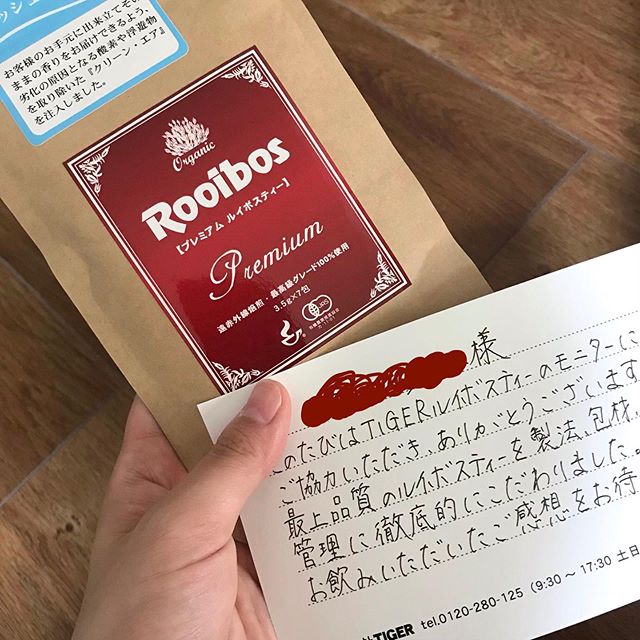 ッシュ
お客様のお手元に出来立てそ
ままの香りをお届けできるよう、
劣化の原因となる酸素や浮遊物
を取り除いた『クリーン・エア』
を注入しました。
Organic
Rooibos
【プレミアム ルイボスティー】
Premium
遠赤外線焙煎・最高級グレード100%使用
3.5g×7包
JAS
様
このたびはTIGERルイボスティーのモニターに
ご協力いただき、ありがとうございます
最上品質のルイボスティーを製法、包材、
管理に徹底的にこだわりました。
お飲みいただいたご感想をお待
TIGER tel.0120-280-125 (9:30～17:30 土日